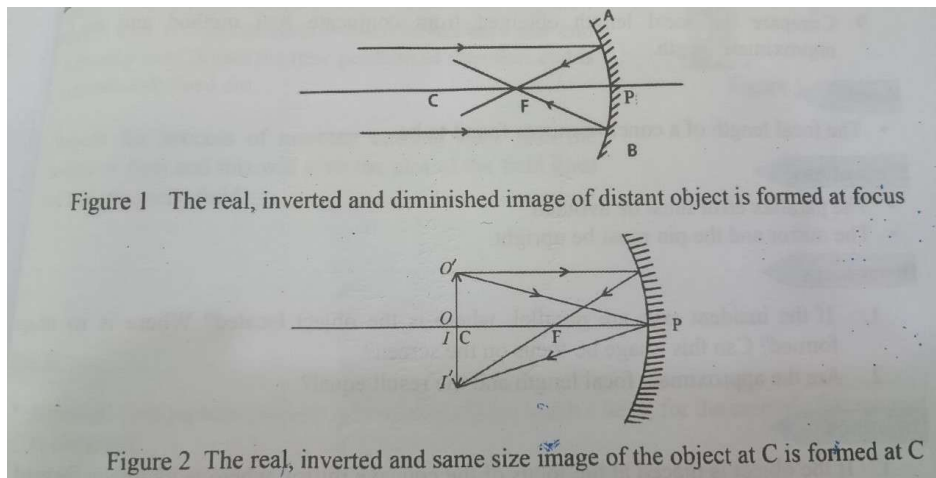 A
C
F
P
B
Figure 1 The real, inverted and diminished image of distant object is formed at focus
O'
O
I
C
F
P
I'
Figure 2 The real, inverted and same size image of the object at C is formed at C